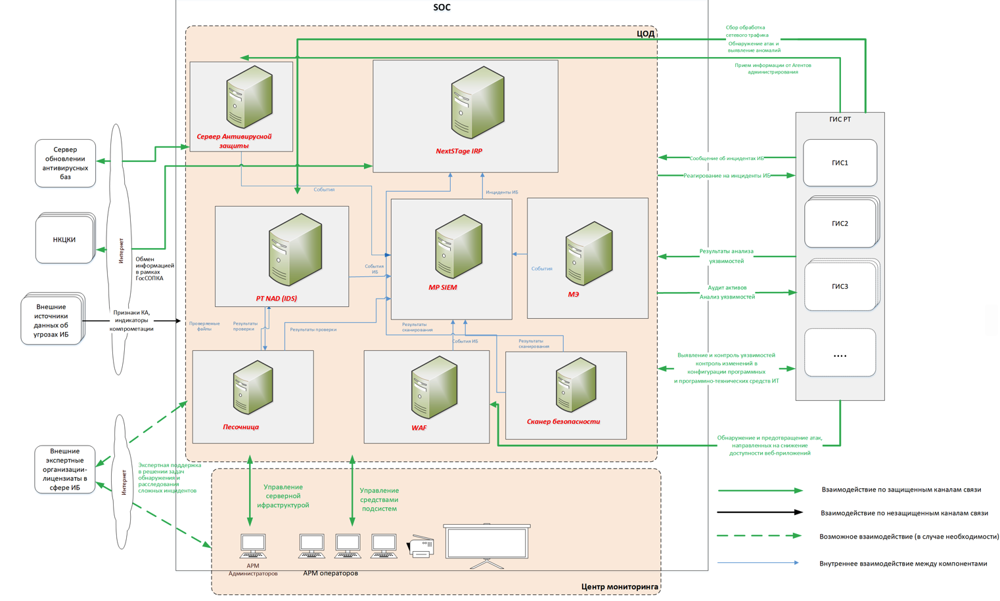 SOC
ЦОД
Сбор обработка
сетевого трафика
Обнаружение атак и
выявление аномалий
Прием информации от Агентов
администрирования
Сервер Антивирусной
защиты
NextSTage IRP
ГИС РТ
ГИС1
ГИС2
ГИС3
....
Сервер
обновлении
антивирусных
баз
НКЦКИ
Интернет
Обмен
информацией
в рамках
ГосСОПКА
Внешние
источники
данных об
угрозах ИБ
Признаки КА,
индикаторы
компрометации
Сообщение об инцидентах ИБ
Реагирование на инциденты ИБ
События
Инциденты ИБ
PT NAD (IDS)
События
ИБ
MP SIEM
События
МЭ
Результаты анализа
уязвимостей
Аудит активов
Анализ уязвимостей
Проверяемые
файлы
Результаты
проверки
Результаты проверки
Результаты
сканирования
События ИБ
Результаты
сканирования
Выявление и контроль уязвимостей
контроль изменений в
конфигурации программных
и программно-технических средств ИТ
Песочница
WAF
Сканер безопасности
Обнаружение и предотвращение атак,
направленных на снижение
доступности веб-приложений
Внешние
экспертные
организации-
лицензиаты в
сфере ИБ
Интернет
Экспертная поддержка
в решении задач
обнаружения и
расследования
сложных инцидентов
Управление
серверной
ифраструктурой
Управление
средствами
подсистем
АРМ
Администраторов
АРМ операторов
Центр мониторинга
Взаимодействие по защищенным каналам связи
Взаимодействие по незащищенным каналам связи
Возможное взаимодействие (в случае необходимости)
Внутреннее взаимодействие между компонентами